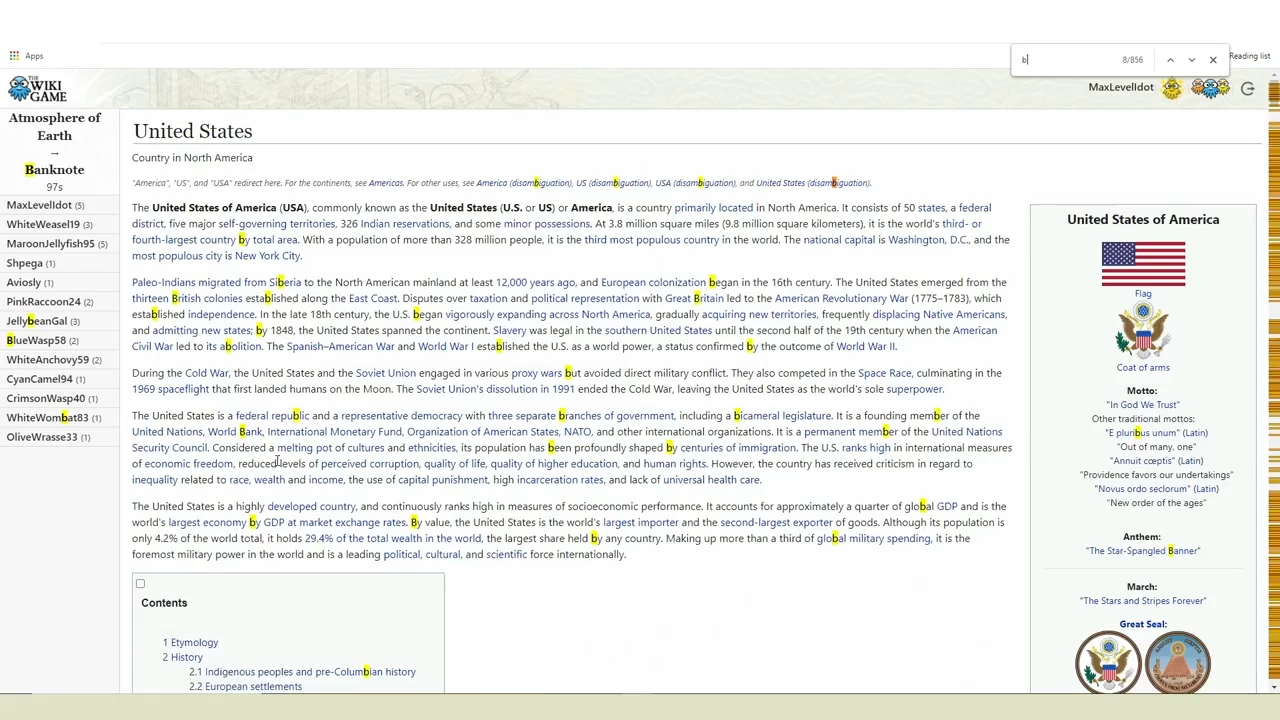 Apps
b
8/856
Reading list
THE WIKI GAME
MaxLevelIdot
Atmosphere of
Earth
→
Banknote
97s
MaxLevelIdot (5)
WhiteWeasel19 (3)
MaroonJellyfish95 (5)
Shpega (1)
Aviosly (1)
PinkRaccoon24 (2)
JellybeanGal (3)
BlueWasp58 (2)
WhiteAnchovy59 (2)
CyanCamel94 (1)
CrimsonWasp40 (1)
WhiteWombat83 (1)
OliveWrasse33 (1)
United States
Country in North America
"America", "US", and "USA" redirect here. For the continents, see Americas. For other uses, see America (disambiguation), US (disambiguation), USA (disambiguation), and United States (disambiguation).
The United States of America (USA), commonly known as the United States (U.S. or US) or America, is a country primarily located in North America. It consists of 50 states, a federal
district, five major self-governing territories, 326 Indian reservations, and some minor possessions. At 3.8 million square miles (9.8 million square kilometers), it is the world's third- or
fourth-largest country by total area. With a population of more than 328 million people, it is the third most populous country in the world. The national capital is Washington, D.C., and the
most populous city is New York City.
Paleo-Indians migrated from Siberia to the North American mainland at least 12,000 years ago, and European colonization began in the 16th century. The United States emerged from the
thirteen British colonies established along the East Coast. Disputes over taxation and political representation with Great Britain led to the American Revolutionary War (1775–1783), which
established independence. In the late 18th century, the U.S. began vigorously expanding across North America, gradually acquiring new territories, frequently displacing Native Americans,
and admitting new states; by 1848, the United States spanned the continent. Slavery was legal in the southern United States until the second half of the 19th century when the American
Civil War led to its abolition. The Spanish–American War and World War I established the U.S. as a world power, a status confirmed by the outcome of World War II.
During the Cold War, the United States and the Soviet Union engaged in various proxy wars but avoided direct military conflict. They also competed in the Space Race, culminating in the
1969 spaceflight that first landed humans on the Moon. The Soviet Union's dissolution in 1991 ended the Cold War, leaving the United States as the world's sole superpower.
The United States is a federal republic and a representative democracy with three separate branches of government, including a bicameral legislature. It is a founding member of the
United Nations, World Bank, International Monetary Fund, Organization of American States, NATO, and other international organizations. It is a permanent member of the United Nations
Security Council. Considered a melting pot of cultures and ethnicities, its population has been profoundly shaped by centuries of immigration. The U.S. ranks high in international measures
of economic freedom, reduced levels of perceived corruption, quality of life, quality of higher education, and human rights. However, the country has received criticism in regard to
inequality related to race, wealth and income, the use of capital punishment, high incarceration rates, and lack of universal health care.
The United States is a highly developed country, and continuously ranks high in measures of socioeconomic performance. It accounts for approximately a quarter of global GDP and is the
world's largest economy by GDP at market exchange rates. By value, the United States is the world's largest importer and the second-largest exporter of goods. Although its population is
only 4.2% of the world total, it holds 29.4% of the total wealth in the world, the largest share held by any country. Making up more than a third of global military spending, it is the
foremost military power in the world and is a leading political, cultural, and scientific force internationally.
Contents
1 Etymology
2 History
2.1 Indigenous peoples and pre-Columbian history
2.2 European settlements
United States of America
Flag
Coat of arms
Motto:
"In God We Trust"
Other traditional mottos:
"E pluribus unum" (Latin)
"Out of many, one"
"Annuit cœptis" (Latin)
"Providence favors our undertakings"
"Novus ordo seclorum" (Latin)
"New order of the ages"
Anthem:
"The Star-Spangled Banner"
March:
"The Stars and Stripes Forever"
Great Seal: